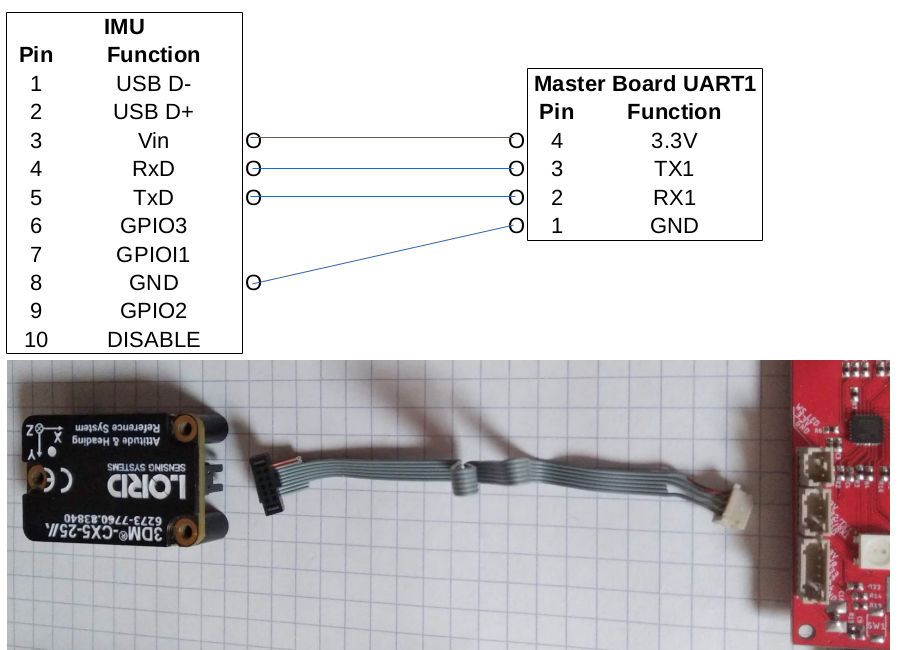 IMU
Pin Function
1 USB D-
2 USB D+
3 Vin
4 RxD
5 TxD
6 GPIO3
7 GPIOI1
8 GND
9 GPIO2
10 DISABLE
Master Board UART1
Pin Function
4 3.3V
3 TX1
2 RX1
1 GND
3DM®-CX5-25
6273-7760.83840
LORD
SENSING SYSTEMS
CE
Attitude & Heading
Reference System
X
Y
Z
SW1